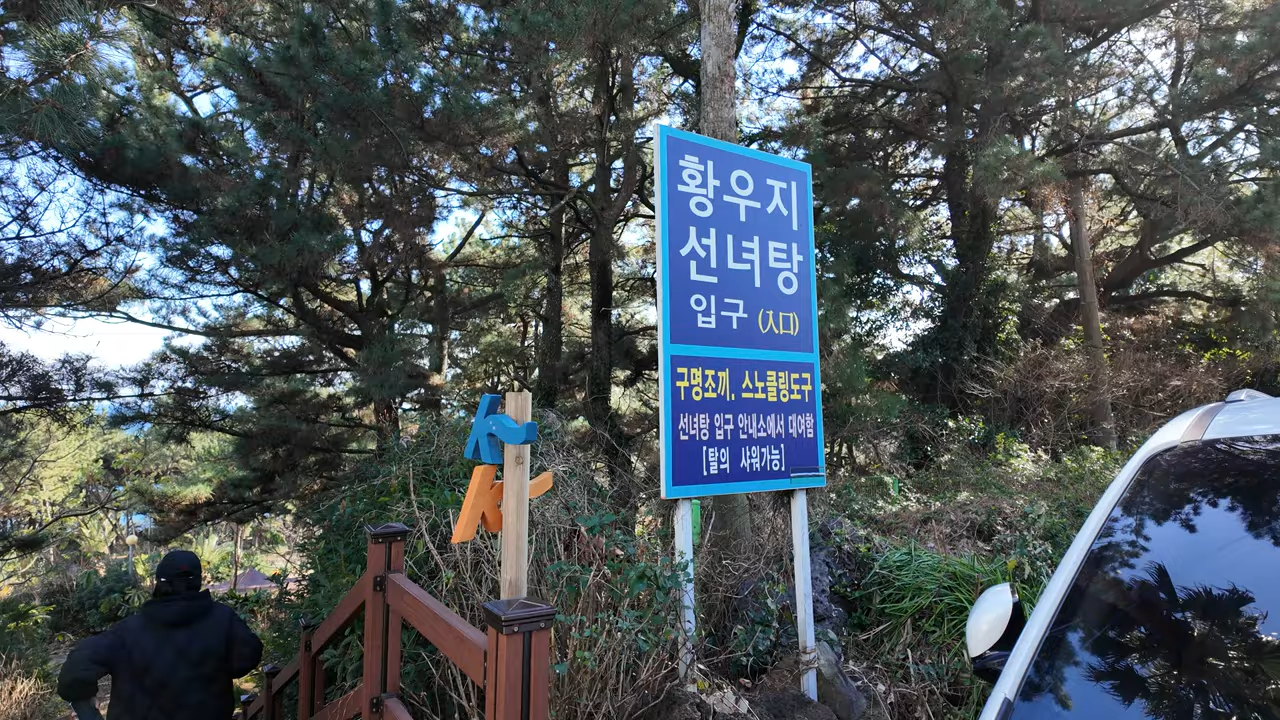 황우지
선녀탕
입구 (入口)
구명조끼. 스노클링도구
선녀탕 입구 안내소에서 대여함
[탈의 샤워가능]